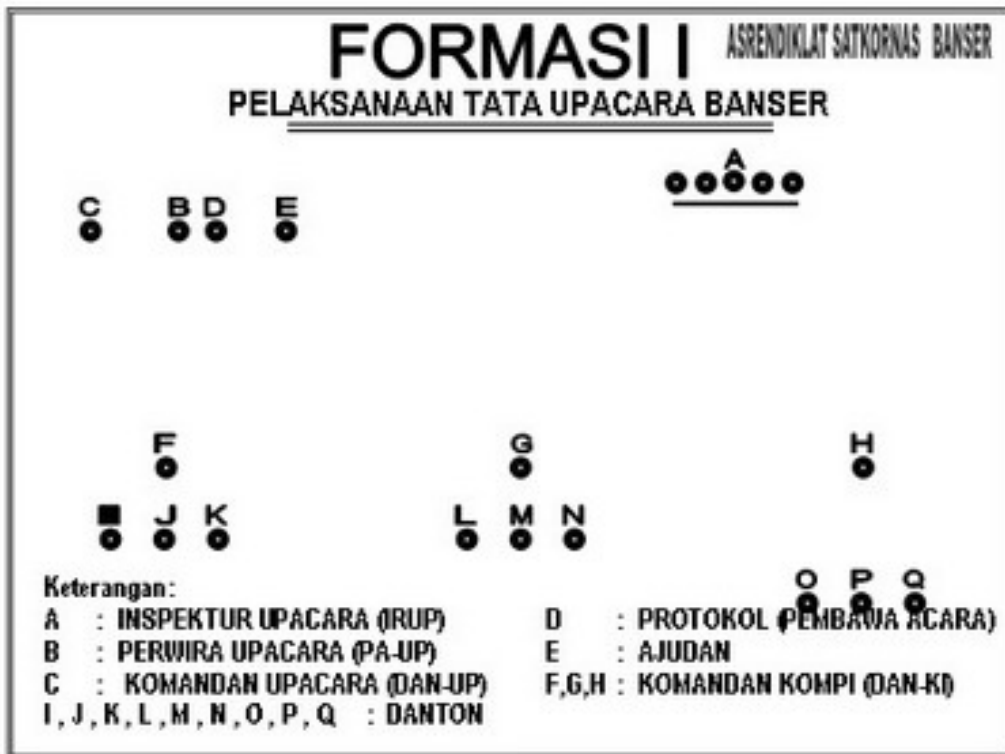 FORMASI I
ASRENDIKLAT SATKORNAS BANSER
PELAKSANAAN TATA UPACARA BANSER
A
C B D E
F G H
J K L M N
O P Q
Keterangan:
A : INSPEKTUR UPACARA (IRUP)
B : PERWIRA UPACARA (PA-UP)
C : KOMANDAN UPACARA (DAN-UP)
I, J, K, L, M, N, O, P, Q : DANTON
D : PROTOKOL (PEMBAWA ACARA)
E : AJUDAN
F,G,H : KOMANDAN KOMPI (DAN-KI)